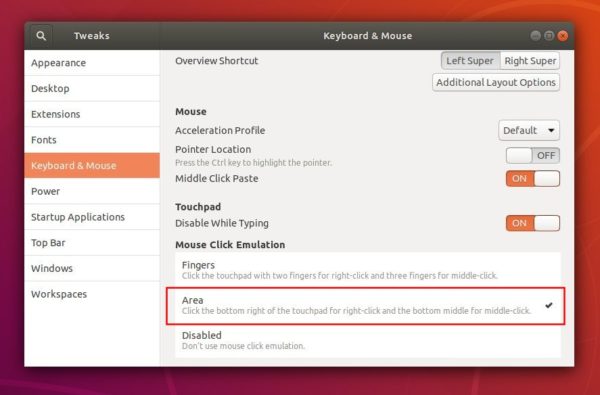 Tweaks
Keyboard & Mouse
Appearance
Desktop
Extensions
Fonts
Keyboard & Mouse
Power
Startup Applications
Top Bar
Windows
Workspaces
Overview Shortcut
Left Super Right Super
Additional Layout Options
Mouse
Acceleration Profile
Default
Pointer Location
OFF
Press the Ctrl key to highlight the pointer.
Middle Click Paste
ON
Touchpad
Disable While Typing
ON
Mouse Click Emulation
Fingers
Click the touchpad with two fingers for right-click and three fingers for middle-click.
Area
Click the bottom right of the touchpad for right-click and the bottom middle for middle-click.
Disabled
Don't use mouse click emulation.